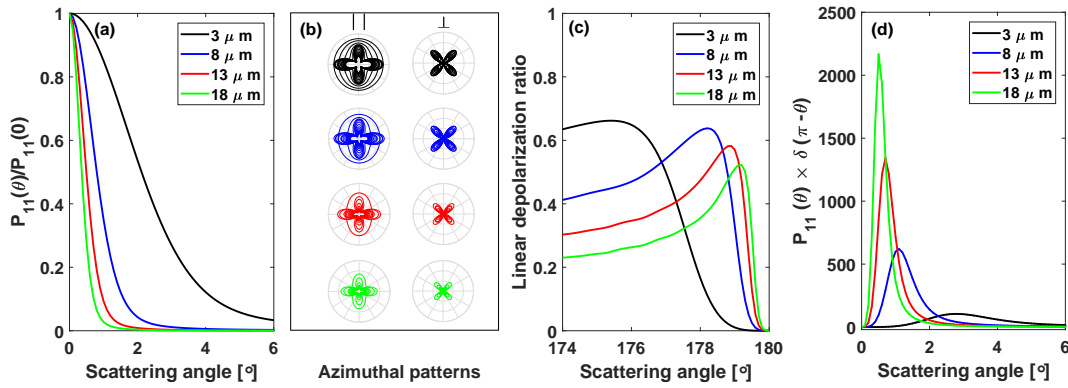 (a)
3 μ m
8 μ m
13 μ m
18 μ m
P11(θ)/P11(0)
1
0.8
0.6
0.4
0.2
0
0 2 4 6
Scattering angle [°]
(b)
||
⊥
Azimuthal patterns
(c)
3 μ m
8 μ m
13 μ m
18 μ m
Linear depolarization ratio
1
0.8
0.6
0.4
0.2
0
174 176 178 180
Scattering angle [°]
(d)
3 μ m
8 μ m
13 μ m
18 μ m
P11 (θ) × δ (π -θ)
2500
2000
1500
1000
500
0
0 2 4 6
Scattering angle [°]